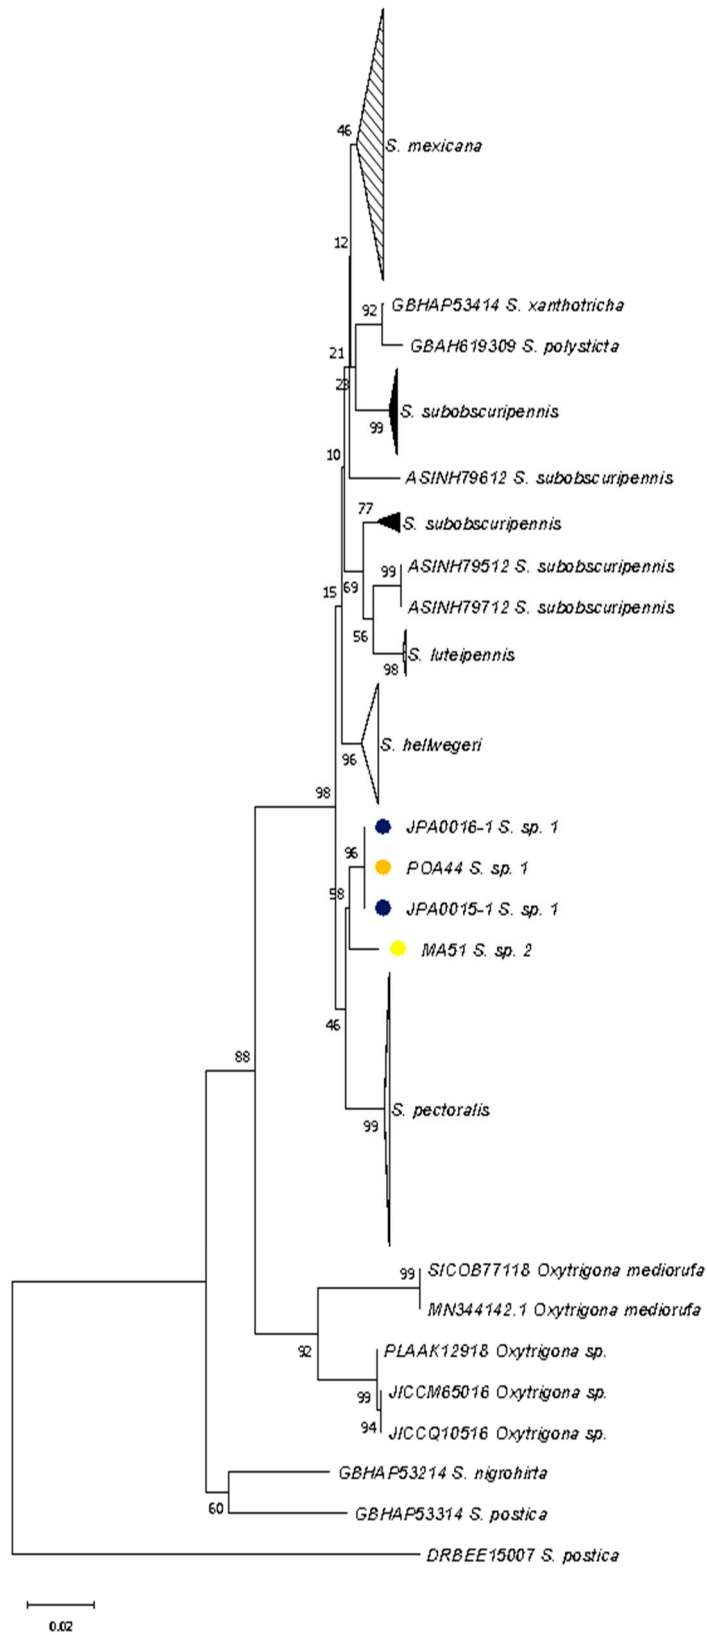 46
S. mexicana
12
92
GBHAP53414 S. xanthotricha
21
GBAH619309 S. polysticta
23
S. subobscuripennis
99
10
ASINH79612 S. subobscuripennis
77
S. subobscuripennis
99
ASINH79512 S. subobscuripennis
69
15
ASINH79712 S. subobscuripennis
56
S. luteipennis
98
S. hellwegeri
96
98
JPA0016-1 S. sp. 1
96
POA44 S. sp. 1
58
JPA0015-1 S. sp. 1
MA51 S. sp. 2
46
88
S. pectoralis
99
99
SICOB77118 Oxytrigona mediorufa
MN344142.1 Oxytrigona mediorufa
92
PLAAK12918 Oxytrigona sp.
99
JICCM65016 Oxytrigona sp.
94
JICCQ10516 Oxytrigona sp.
GBHAP53214 S. nigrohirta
60
GBHAP53314 S. postica
DRBEE15007 S. postica
0.02